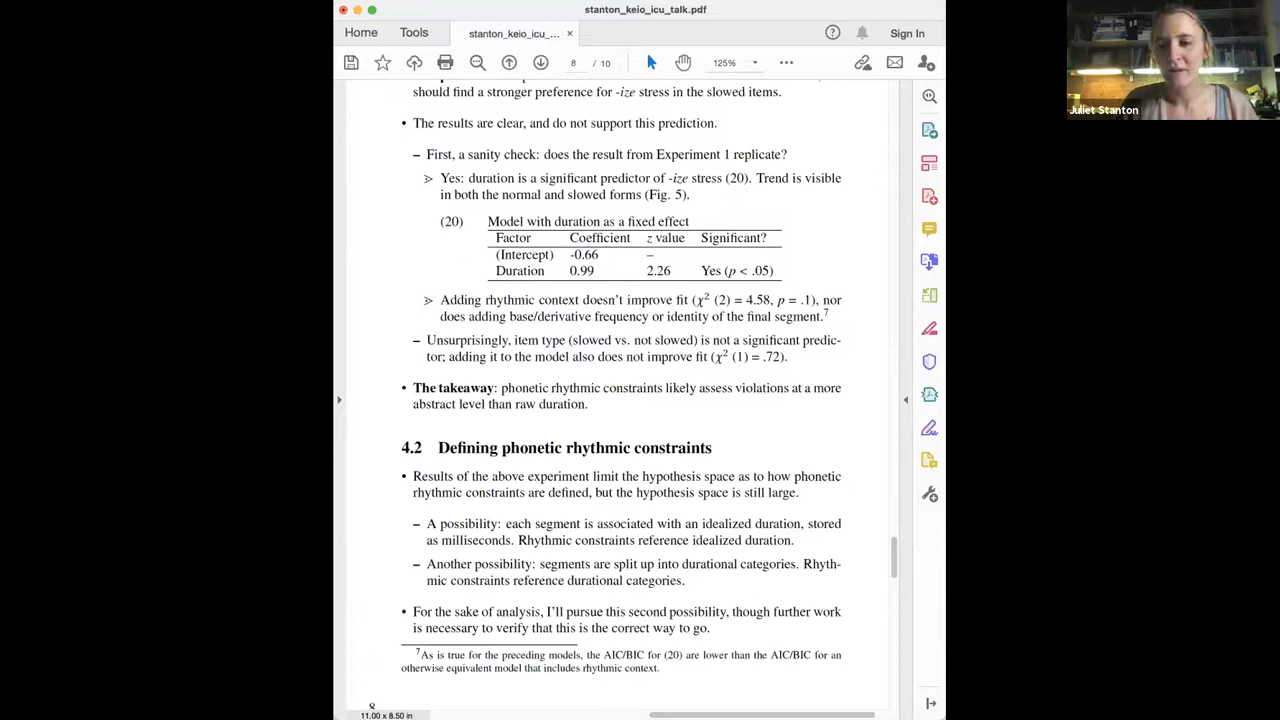 stanton_keio_icu_talk.pdf
Home Tools stanton_keio_icu_... × Sign In
8 / 10 125%
Juliet Stanton
should find a stronger preference for -ize stress in the slowed items.
• The results are clear, and do not support this prediction.
– First, a sanity check: does the result from Experiment 1 replicate?
➢ Yes: duration is a significant predictor of -ize stress (20). Trend is visible
in both the normal and slowed forms (Fig. 5).
(20) Model with duration as a fixed effect
Factor Coefficient z value Significant?
(Intercept) -0.66 –
Duration 0.99 2.26 Yes (p < .05)
➢ Adding rhythmic context doesn't improve fit (χ² (2) = 4.58, p = .1), nor
does adding base/derivative frequency or identity of the final segment.⁷
– Unsurprisingly, item type (slowed vs. not slowed) is not a significant predic-
tor; adding it to the model also does not improve fit (χ² (1) = .72).
• The takeaway: phonetic rhythmic constraints likely assess violations at a more
abstract level than raw duration.
4.2 Defining phonetic rhythmic constraints
• Results of the above experiment limit the hypothesis space as to how phonetic
rhythmic constraints are defined, but the hypothesis space is still large.
– A possibility: each segment is associated with an idealized duration, stored
as milliseconds. Rhythmic constraints reference idealized duration.
– Another possibility: segments are split up into durational categories. Rhyth-
mic constraints reference durational categories.
• For the sake of analysis, I'll pursue this second possibility, though further work
is necessary to verify that this is the correct way to go.
⁷As is true for the preceding models, the AIC/BIC for (20) are lower than the AIC/BIC for an
otherwise equivalent model that includes rhythmic context.
11.00 x 8.50 in